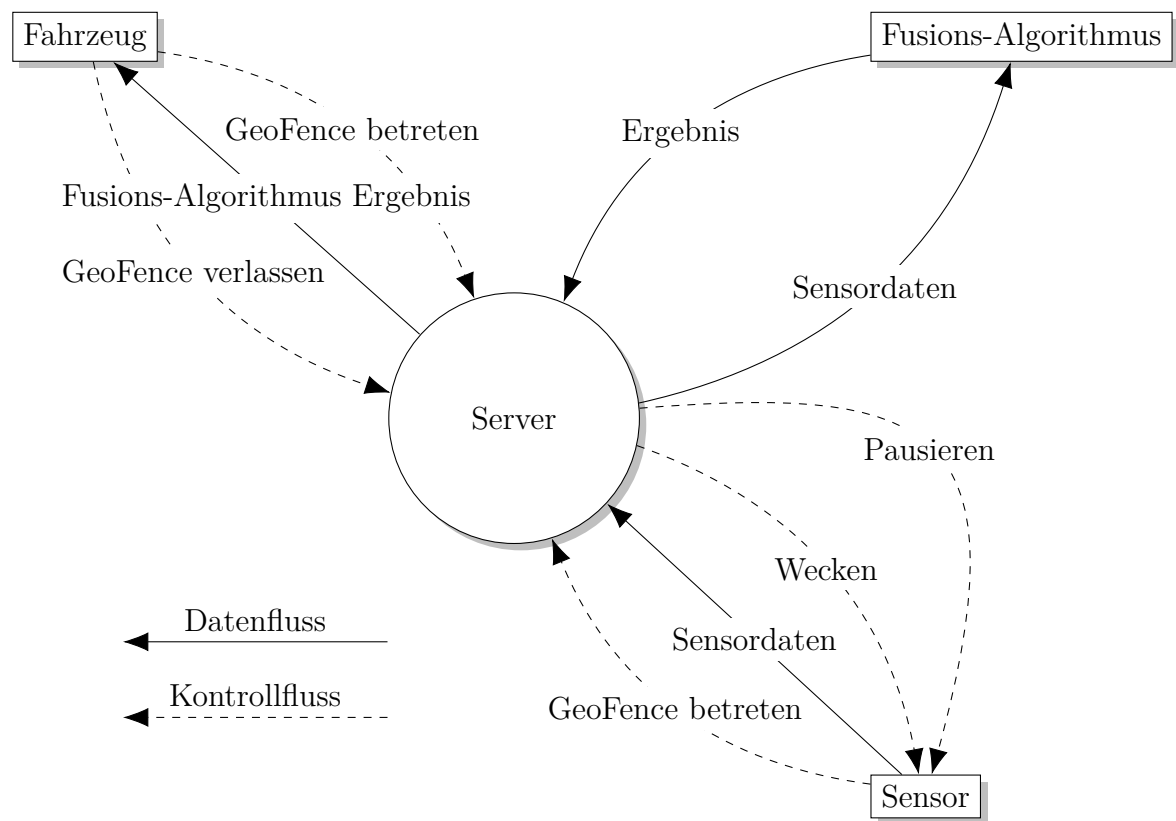 Fahrzeug
Fusions-Algorithmus
GeoFence betreten
Ergebnis
Fusions-Algorithmus Ergebnis
GeoFence verlassen
Sensordaten
Server
Pausieren
Wecken
Datenfluss
Sensordaten
Kontrollfluss
GeoFence betreten
Sensor